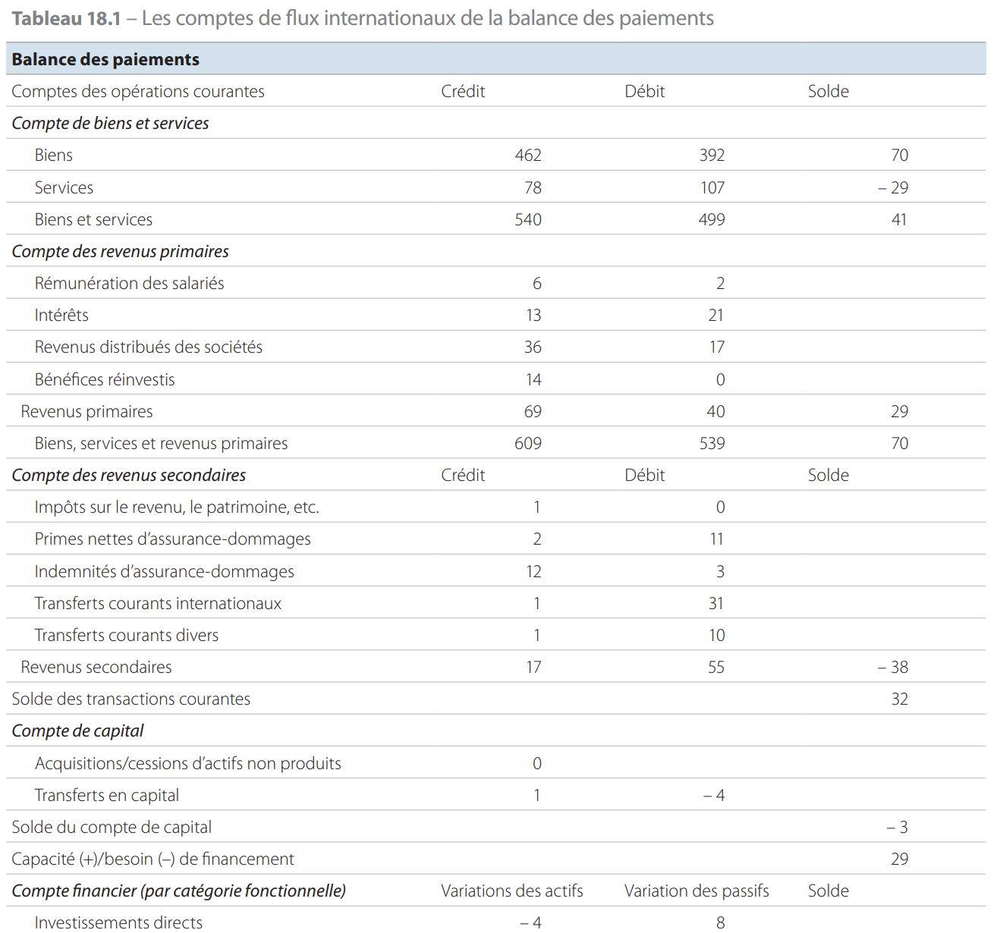 Tableau 18.1 – Les comptes de flux internationaux de la balance des paiements
Balance des paiements
Comptes des opérations courantes Crédit Débit Solde
Compte de biens et services
Biens 462 392 70
Services 78 107 – 29
Biens et services 540 499 41
Compte des revenus primaires
Rémunération des salariés 6 2
Intérêts 13 21
Revenus distribués des sociétés 36 17
Bénéfices réinvestis 14 0
Revenus primaires 69 40 29
Biens, services et revenus primaires 609 539 70
Compte des revenus secondaires Crédit Débit Solde
Impôts sur le revenu, le patrimoine, etc. 1 0
Primes nettes d’assurance-dommages 2 11
Indemnités d’assurance-dommages 12 3
Transferts courants internationaux 1 31
Transferts courants divers 1 10
Revenus secondaires 17 55 – 38
Solde des transactions courantes 32
Compte de capital
Acquisitions/cessions d’actifs non produits 0
Transferts en capital 1 – 4
Solde du compte de capital – 3
Capacité (+)/besoin (–) de financement 29
Compte financier (par catégorie fonctionnelle) Variations des actifs Variation des passifs Solde
Investissements directs – 4 8